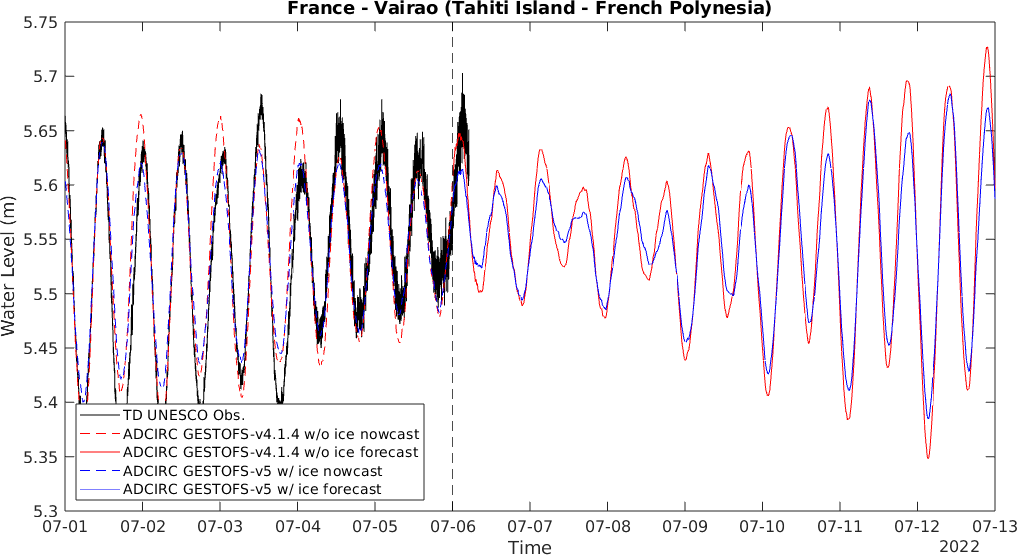 France - Vairao (Tahiti Island - French Polynesia)
5.75
5.7
5.65
5.6
5.55
5.5
5.45
5.4
5.35
5.3
Water Level (m)
TD UNESCO Obs.
ADCIRC GESTOFS-v4.1.4 w/o ice nowcast
ADCIRC GESTOFS-v4.1.4 w/o ice forecast
ADCIRC GESTOFS-v5 w/ ice nowcast
ADCIRC GESTOFS-v5 w/ ice forecast
07-01 07-02 07-03 07-04 07-05 07-06 07-07 07-08 07-09 07-10 07-11 07-12 07-13
Time
2022